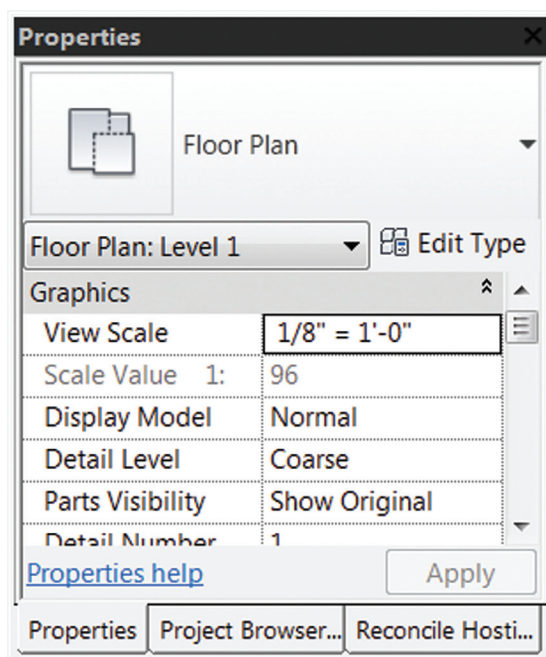 Properties
Floor Plan
Floor Plan: Level 1 Edit Type
Graphics
View Scale 1/8" = 1'-0"
Scale Value 1: 96
Display Model Normal
Detail Level Coarse
Parts Visibility Show Original
Detail Number 1
Properties help Apply
Properties Project Browser... Reconcile Hosti...